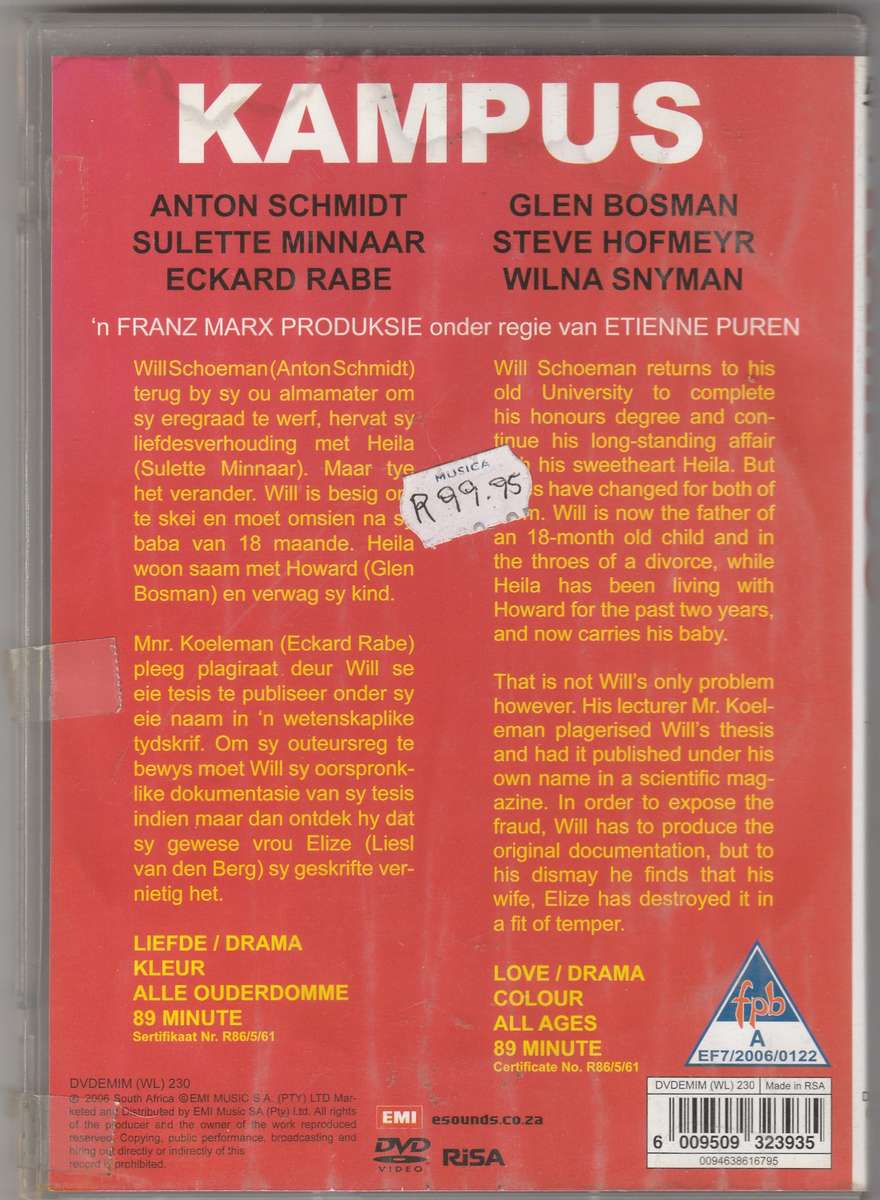 KAMPUS
ANTON SCHMIDT
SULETTE MINNAAR
ECKARD RABE
GLEN BOSMAN
STEVE HOFMEYR
WILNA SNYMAN
‘n FRANZ MARX PRODUKSIE onder regie van ETIENNE PUREN
Will Schoeman (Anton Schmidt)
terug by sy ou almamater om
sy eregraad te werf, hervat sy
liefdesverhouding met Heila
(Sulette Minnaar). Maar tye
het verander. Will is besig
te skei en moet omsien na
baba van 18 maande. Heila
woon saam met Howard (Glen
Bosman) en verwag sy kind.
Mnr. Koeleman (Eckard Rabe)
pleeg plagiraat deur Will se
eie tesis te publiseer onder sy
eie naam in ‘n wetenskaplike
tydskrif. Om sy outeursreg te
bewys moet Will sy oorspronk-
like dokumentasie van sy tesis
indien maar dan ontdek hy dat
sy gewese vrou Elize (Liesl
van den Berg) sy geskrifte ver-
nietig het.
LIEFDE / DRAMA
KLEUR
ALLE OUDERDOMME
89 MINUTE
Sertifikaat Nr. R86/5/61
MUSICA
R99.95
Will Schoeman returns to his
old University to complete
his honours degree and con-
tinue his long-standing affair
his sweetheart Heila. But
have changed for both of
Will is now the father of
an 18-month old child and in
the throes of a divorce, while
Heila has been living with
Howard for the past two years,
and now carries his baby.
That is not Will’s only problem
however. His lecturer Mr. Koel-
eman plagerised Will’s thesis
and had it published under his
own name in a scientific mag-
azine. In order to expose the
fraud, Will has to produce the
original documentation, but to
his dismay he finds that his
wife, Elize has destroyed it in
a fit of temper.
LOVE / DRAMA
COLOUR
ALL AGES
89 MINUTE
Certificate No. R86/5/61
fpb
A
EF7/2006/0122
DVDEMIM (WL) 230
℗ 2006 South Africa ©EMI MUSIC S.A. (PTY) LTD Mar-
keted and Distributed by EMI Music SA (Pty) Ltd. All rights
of the producer and the owner of the work reproduced
reserved. Copying, public performance, broadcasting and
hiring out directly or indirectly of this
record is prohibited.
EMI esounds.co.za
DVD VIDEO
RiSA
DVDEMIM (WL) 230 Made in RSA
6 009509 323935
0094638616795